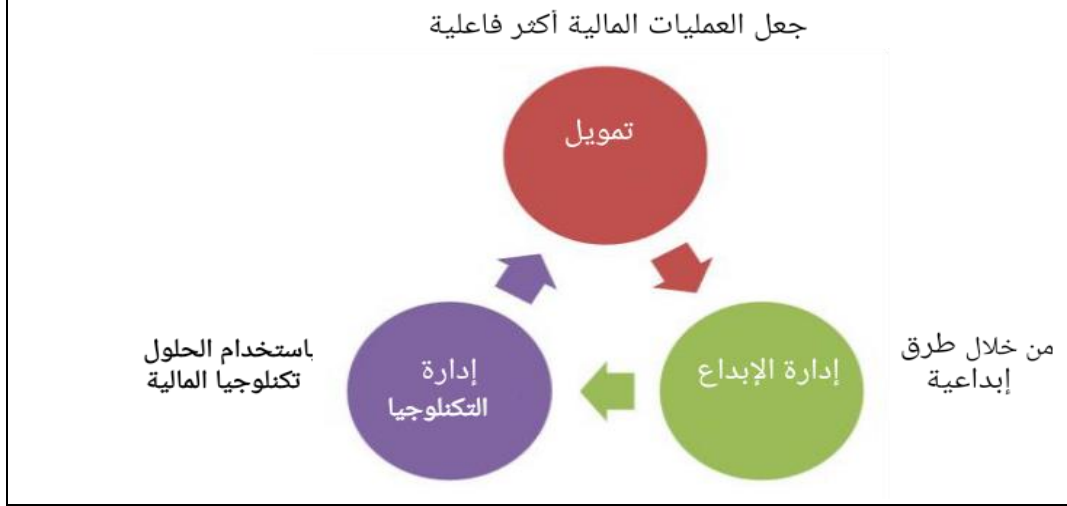 جعل العمليات المالية أكثر فاعلية
تمويل
من خلال طرق
إبداعية
إدارة الإبداع
إدارة
التكنلوجيا
باستخدام الحلول
تكنلوجيا المالية